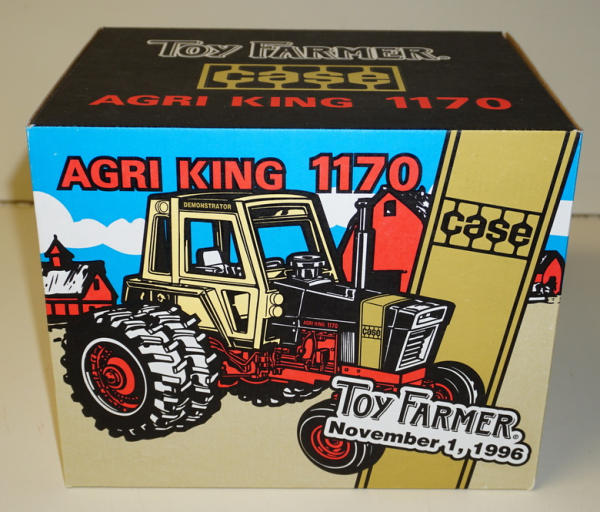 TOY FARMER®
case
AGRI KING 1170
AGRI KING 1170
DEMONSTRATOR
case
AGRI KING 1170
case
TOY FARMER®
November 1, 1996